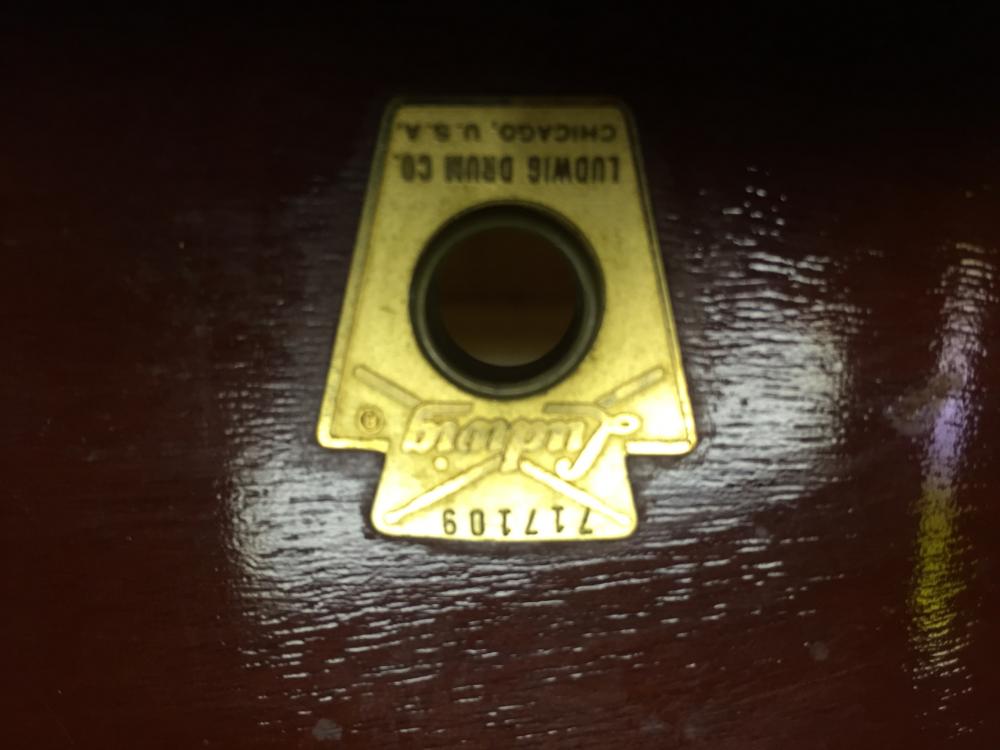 717109
Ludwig ®
LUDWIG DRUM CO.
CHICAGO, U.S.A.